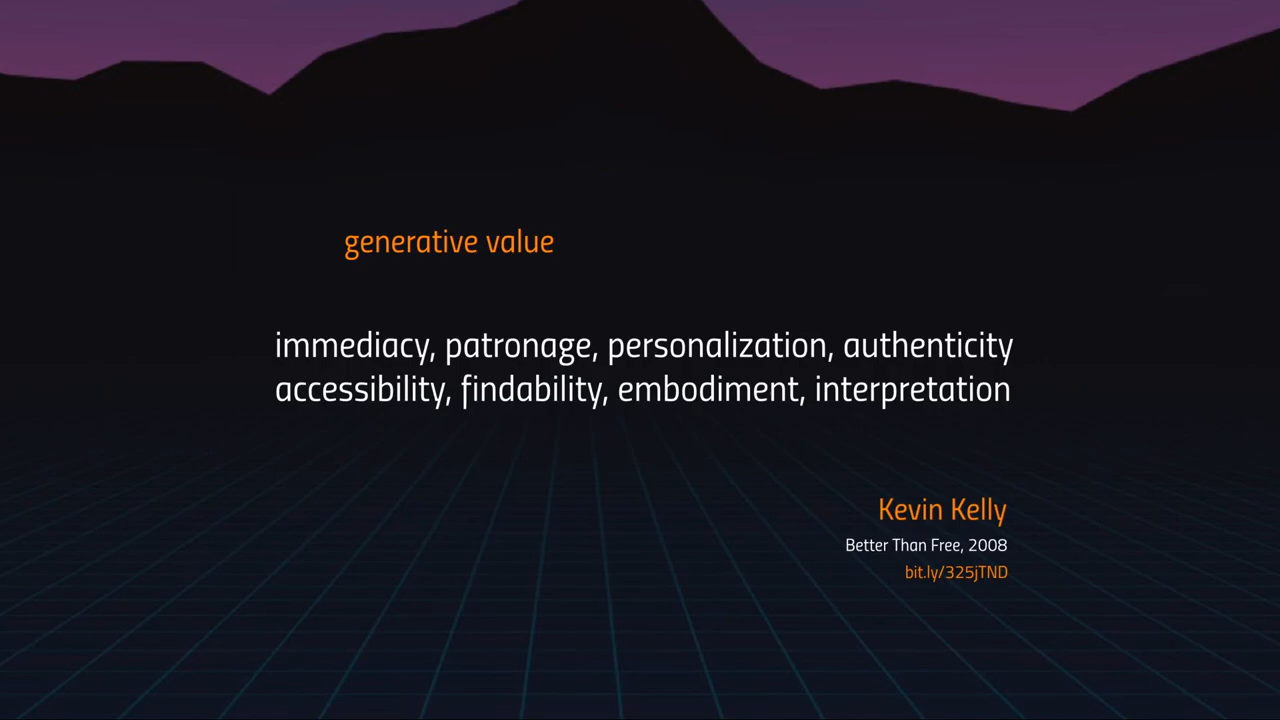 generative value
immediacy, patronage, personalization, authenticity
accessibility, findability, embodiment, interpretation
Kevin Kelly
Better Than Free, 2008
bit.ly/325jTND